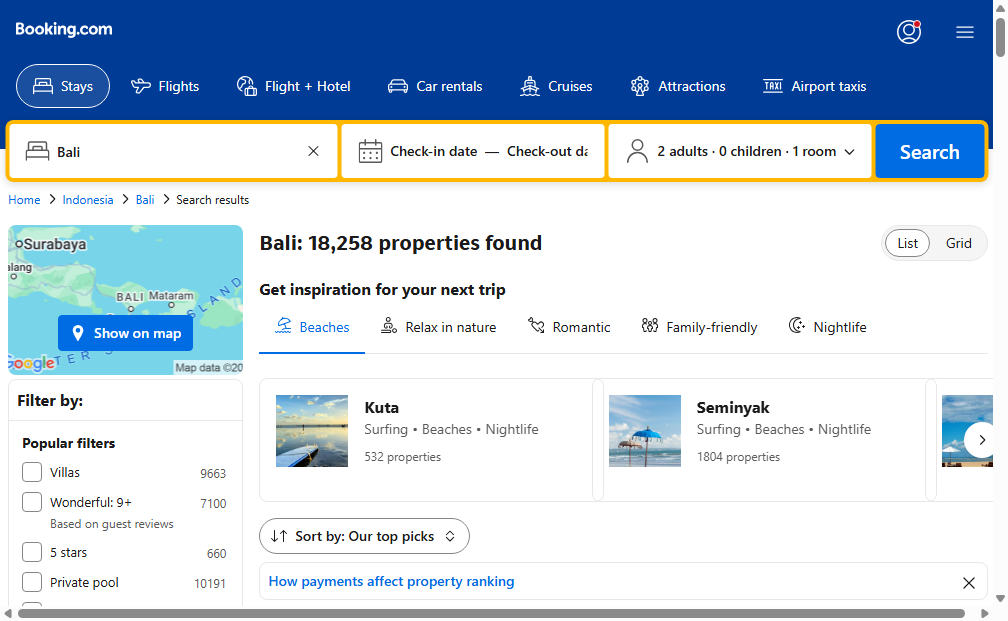 Booking.com
Stays
Flights
Flight + Hotel
Car rentals
Cruises
Attractions
Airport taxis
Bali
Check-in date — Check-out da
2 adults · 0 children · 1 room
Search
Home
Indonesia
Bali
Search results
Surabaya
alang
BALI
Mataram
Show on map
Google
Map data ©20
Bali: 18,258 properties found
List
Grid
Get inspiration for your next trip
Beaches
Relax in nature
Romantic
Family-friendly
Nightlife
Filter by:
Popular filters
Villas 9663
Wonderful: 9+ 7100
Based on guest reviews
5 stars 660
Private pool 10191
Kuta
Surfing • Beaches • Nightlife
532 properties
Seminyak
Surfing • Beaches • Nightlife
1804 properties
Sort by: Our top picks
How payments affect property ranking